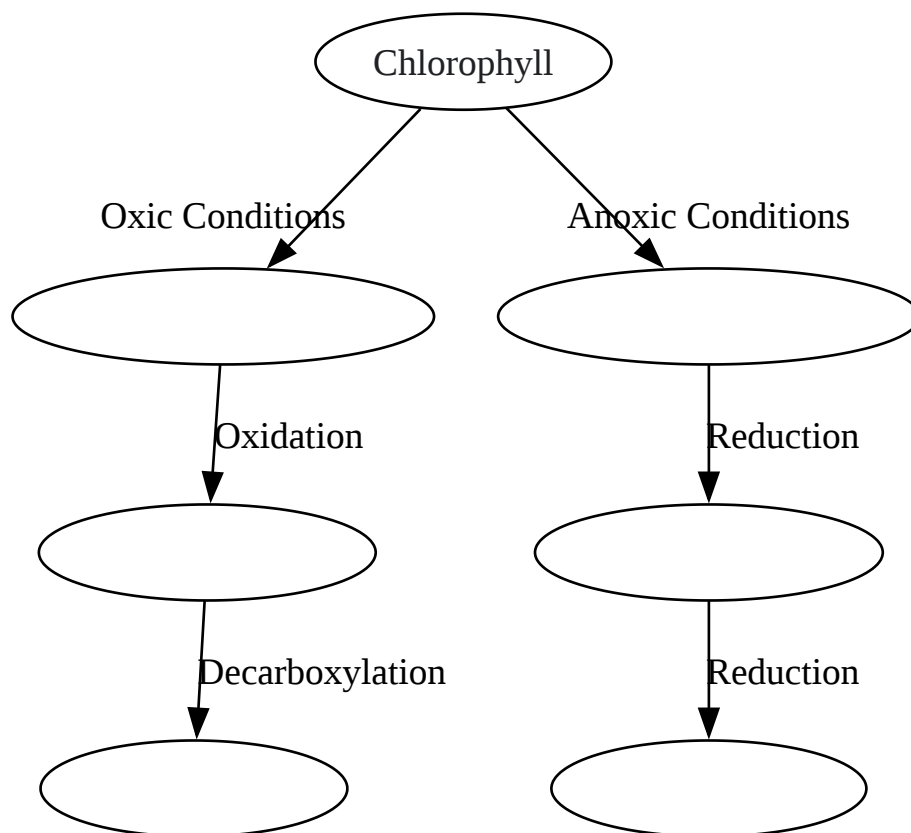 Chlorophyll
Oxic Conditions
Anoxic Conditions
Oxidation
Reduction
Decarboxylation
Reduction